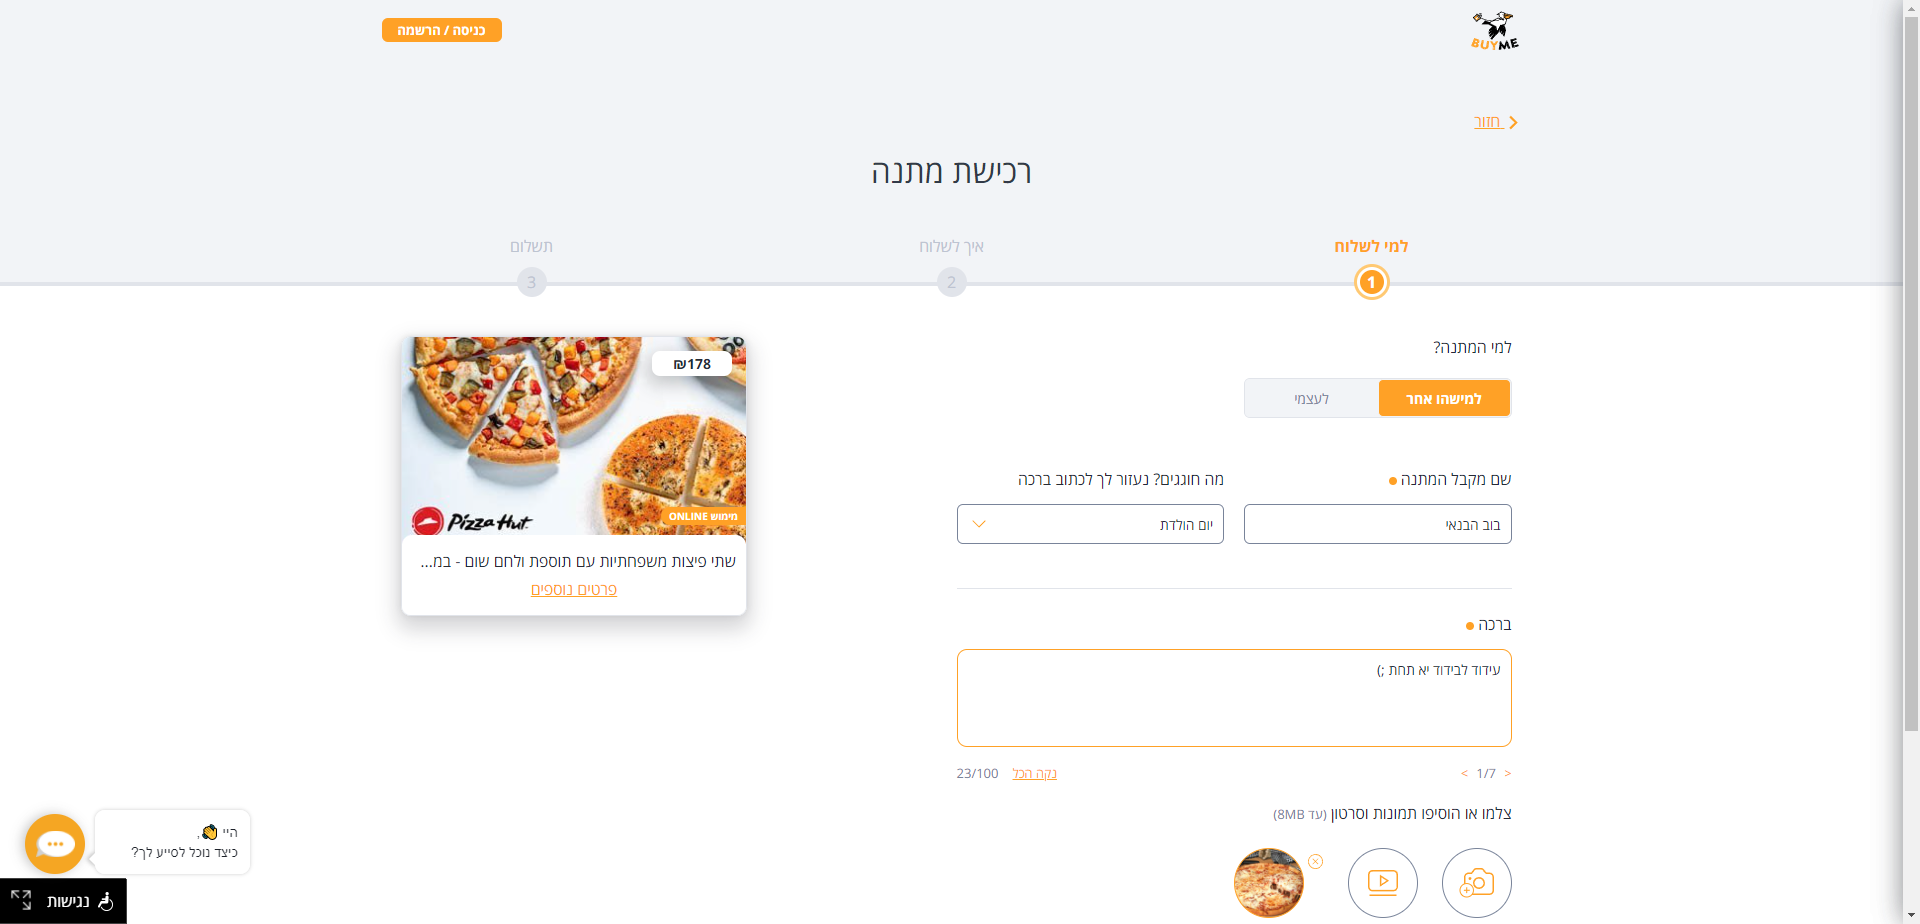 BUYME
כניסה / הרשמה
חזור
רכישת מתנה
למי לשלוח
איך לשלוח
תשלום
1
2
3
למי המתנה?
למישהו אחר
לעצמי
שם מקבל המתנה
מה חוגגים? נעזור לך לכתוב ברכה
בוב הבנאי
יום הולדת
ברכה
עידוד לבידוד יא תחת ;)
< 1/7 >
נקה הכל
23/100
צלמו או הוסיפו תמונות וסרטון (עד 8MB)
₪178
Pizza Hut
מימוש ONLINE
שתי פיצות משפחתיות עם תוספת ולחם שום - במ...
פרטים נוספים
היי 👋,
כיצד נוכל לסייע לך?
נגישות